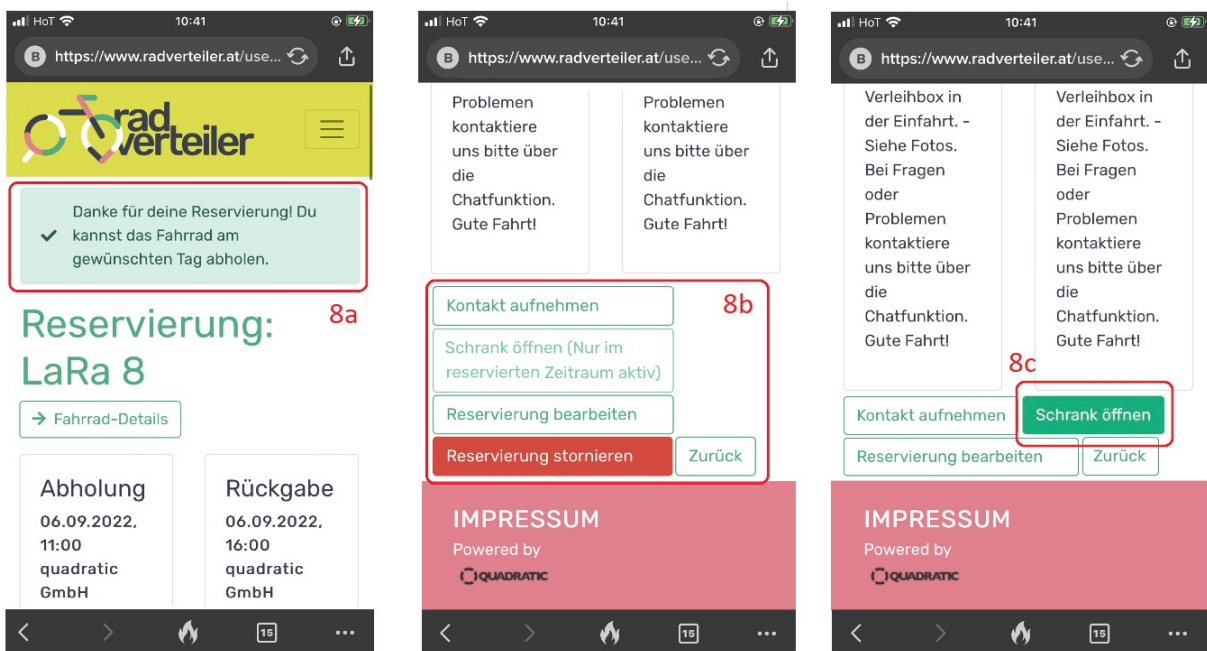 HoT 10:41
B https://www.radverteiler.at/use...
rad
verteiler
Danke für deine Reservierung! Du
kannst das Fahrrad am
gewünschten Tag abholen.
8a
Reservierung:
LaRa 8
→ Fahrrad-Details
Abholung
06.09.2022,
11:00
quadratic
GmbH
Rückgabe
06.09.2022,
16:00
quadratic
GmbH
15
HoT 10:41
B https://www.radverteiler.at/use...
Problemen
kontaktiere
uns bitte über
die
Chatfunktion.
Gute Fahrt!
Problemen
kontaktiere
uns bitte über
die
Chatfunktion.
Gute Fahrt!
8b
Kontakt aufnehmen
Schrank öffnen (Nur im
reservierten Zeitraum aktiv)
Reservierung bearbeiten
Reservierung stornieren Zurück
IMPRESSUM
Powered by
QUADRATIC
15
HoT 10:41
B https://www.radverteiler.at/use...
Verleihbox in
der Einfahrt. -
Siehe Fotos.
Bei Fragen
oder
Problemen
kontaktiere
uns bitte über
die
Chatfunktion.
Gute Fahrt!
Verleihbox in
der Einfahrt. -
Siehe Fotos.
Bei Fragen
oder
Problemen
kontaktiere
uns bitte über
die
Chatfunktion.
Gute Fahrt!
8c
Kontakt aufnehmen Schrank öffnen
Reservierung bearbeiten Zurück
IMPRESSUM
Powered by
QUADRATIC
15